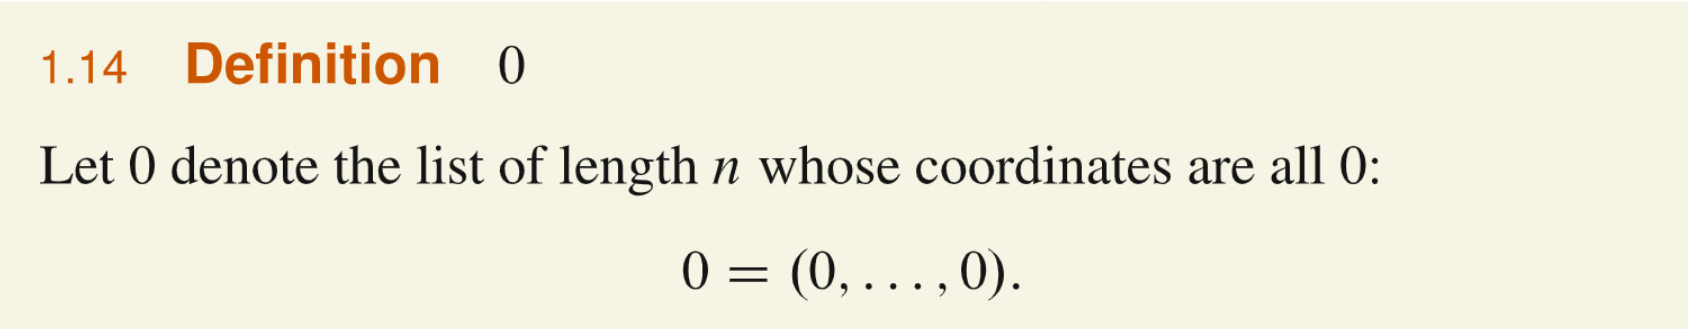 1.14 Definition 0
Let 0 denote the list of length n whose coordinates are all 0:
0 = (0, . . . , 0).